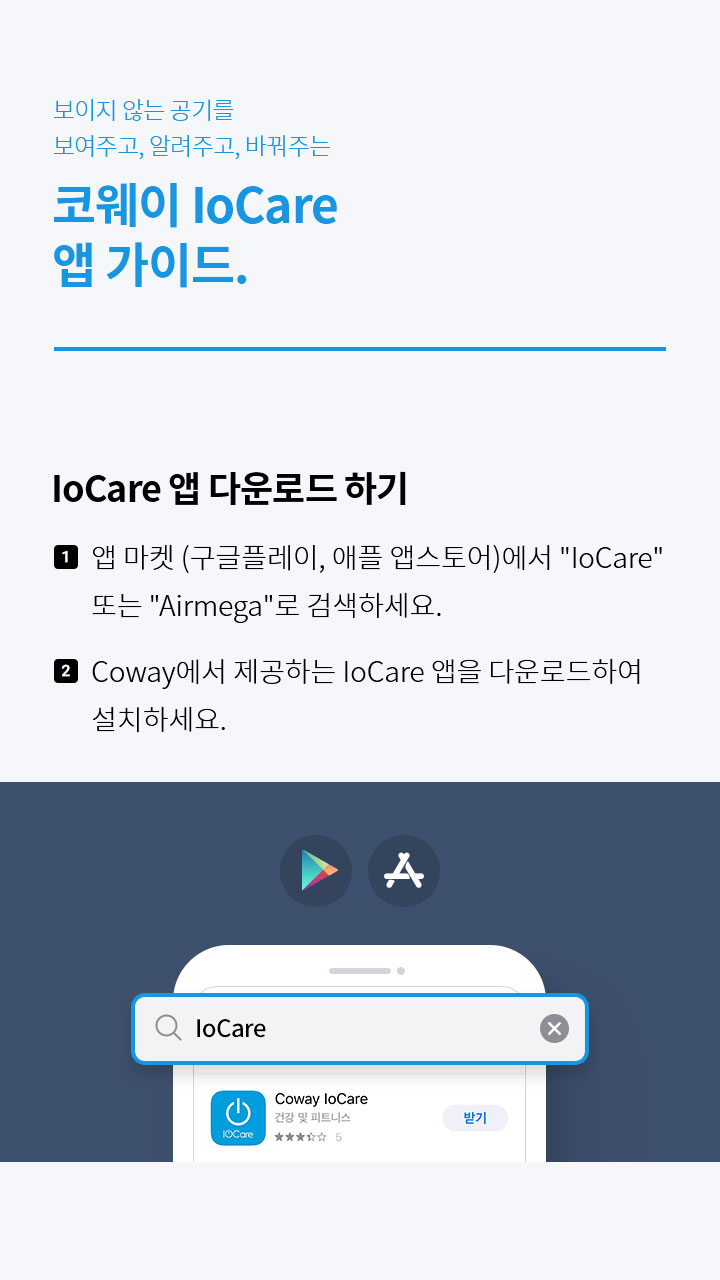 보이지 않는 공기를
보여주고, 알려주고, 바꿔주는
코웨이 IoCare
앱 가이드.
IoCare 앱 다운로드 하기
1 앱 마켓 (구글플레이, 애플 앱스토어)에서 "IoCare"
또는 "Airmega"로 검색하세요.
2 Coway에서 제공하는 IoCare 앱을 다운로드하여
설치하세요.
IoCare
Coway IoCare
건강 및 피트니스
5
받기
IoCare